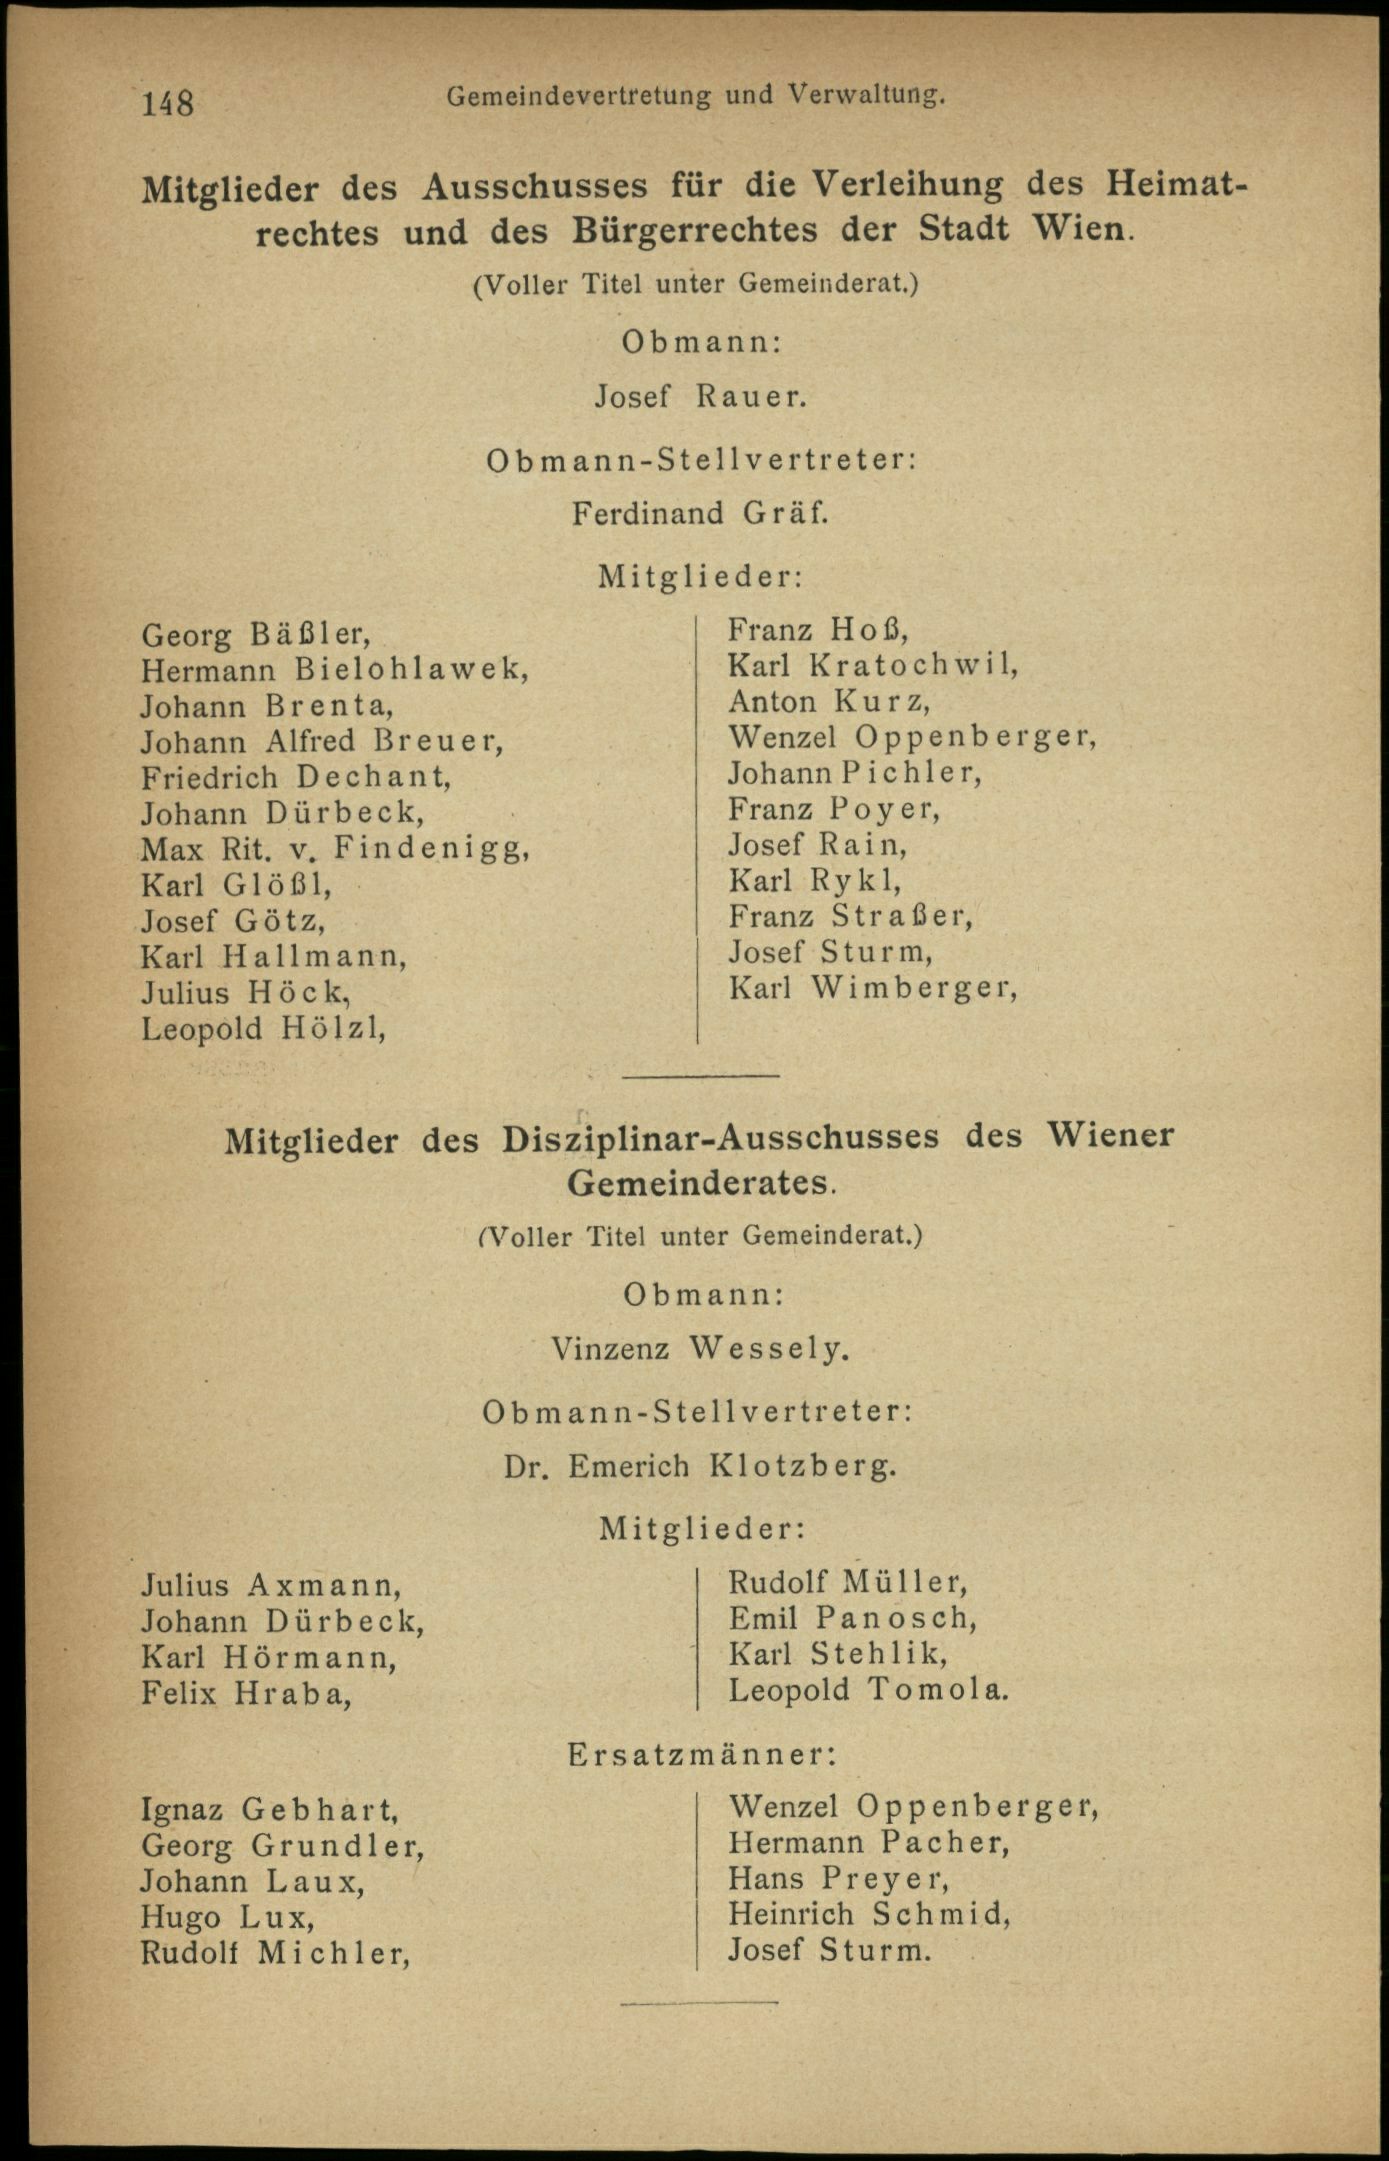 148
Gemeindevertretung und Verwaltung.
Mitglieder des Ausschusses für die Verleihung des Heimat-
rechtes und des Bürgerrechtes der Stadt Wien.
(Voller Titel unter Gemeinderat.)
Obmann:
Josef Rauer.
Obmann-Stellvertreter:
Ferdinand Gräf.
Mitglieder:
Georg Bäßler,
Hermann Bielohlawek,
Johann Brenta,
Johann Alfred Breuer,
Friedrich Dechant,
Johann Dürbeck,
Max Rit. v. Findenigg,
Karl Glößl,
Josef Götz,
Karl Hallmann,
Julius Höck,
Leopold Hölzl,
Franz Hoß,
Karl Kratochwil,
Anton Kurz,
Wenzel Oppenberger,
Johann Pichler,
Franz Poyer,
Josef Rain,
Karl Rykl,
Franz Straßer,
Josef Sturm,
Karl Wimberger,
Mitglieder des Disziplinar-Ausschusses des Wiener
Gemeinderates.
(Voller Titel unter Gemeinderat.)
Obmann:
Vinzenz Wessely.
Obmann-Stellvertreter:
Dr. Emerich Klotzberg.
Mitglieder:
Julius Axmann,
Johann Dürbeck,
Karl Hörmann,
Felix Hraba,
Rudolf Müller,
Emil Panosch,
Karl Stehlik,
Leopold Tomola.
Ersatzmänner:
Ignaz Gebhart,
Georg Grundler,
Johann Laux,
Hugo Lux,
Rudolf Michler,
Wenzel Oppenberger,
Hermann Pacher,
Hans Preyer,
Heinrich Schmid,
Josef Sturm.